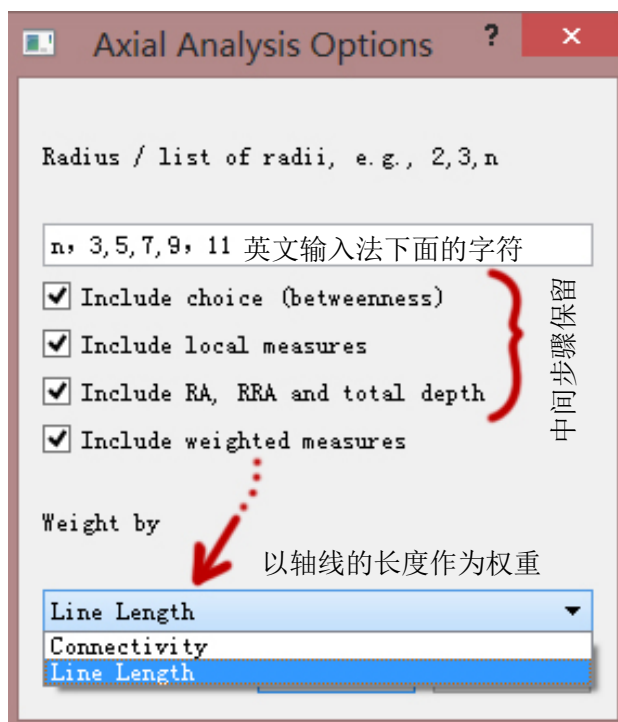 Axial Analysis Options ? ×
Radius / list of radii, e.g., 2,3,n
n，3,5,7,9，11 英文输入法下面的字符
Include choice (betweenness)
Include local measures
Include RA, RRA and total depth
Include weighted measures
中间步骤保留
Weight by
以轴线的长度作为权重
Line Length
Connectivity
Line Length